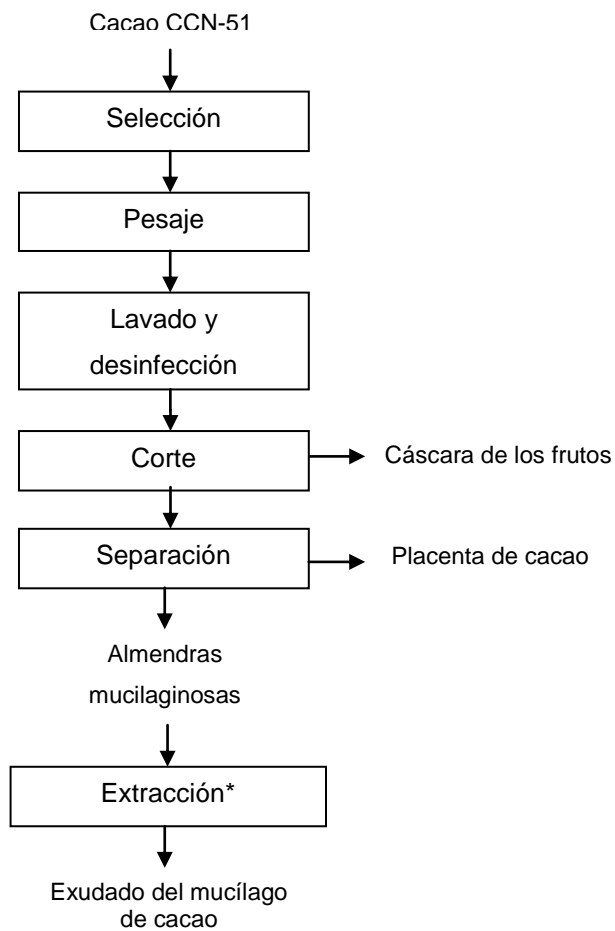 Cacao CCN-51
Selección
Pesaje
Lavado y
desinfección
Corte
Cáscara de los frutos
Separación
Placenta de cacao
Almendras
mucilaginosas
Extracción*
Exudado del mucílago
de cacao